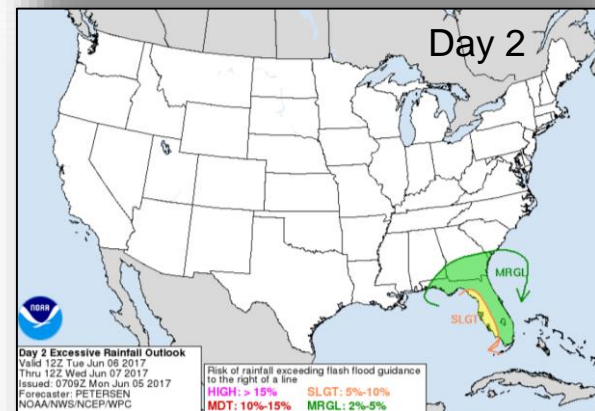 Day 2
MRGL
SLGT
NOAA
Day 2 Excessive Rainfall Outlook
Valid 12Z Tue Jun 06 2017
Thru 12Z Wed Jun 07 2017
Issued: 0709Z Mon Jun 05 2017
Forecaster: PETERSEN
NOAA/NWS/NCEP/WPC
Risk of rainfall exceeding flash flood guidance
to the right of a line
HIGH: > 15% SLGT: 5%-10%
MDT: 10%-15% MRGL: 2%-5%